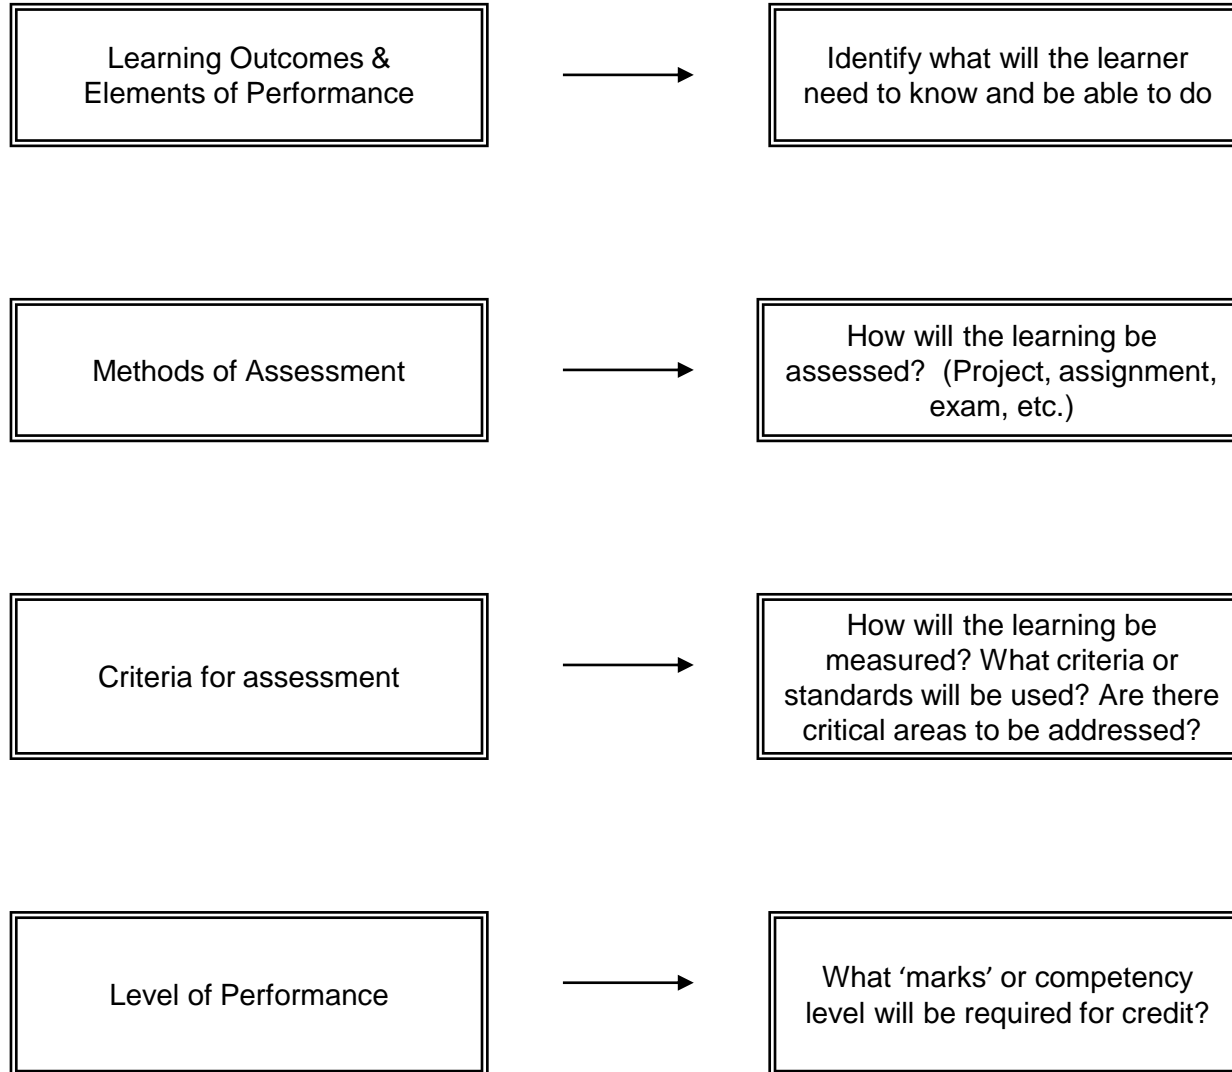 Learning Outcomes &
Elements of Performance
Identify what will the learner
need to know and be able to do
Methods of Assessment
How will the learning be
assessed?  (Project, assignment,
exam, etc.)
Criteria for assessment
How will the learning be
measured? What criteria or
standards will be used? Are there
critical areas to be addressed?
Level of Performance
What ‘marks’ or competency
level will be required for credit?